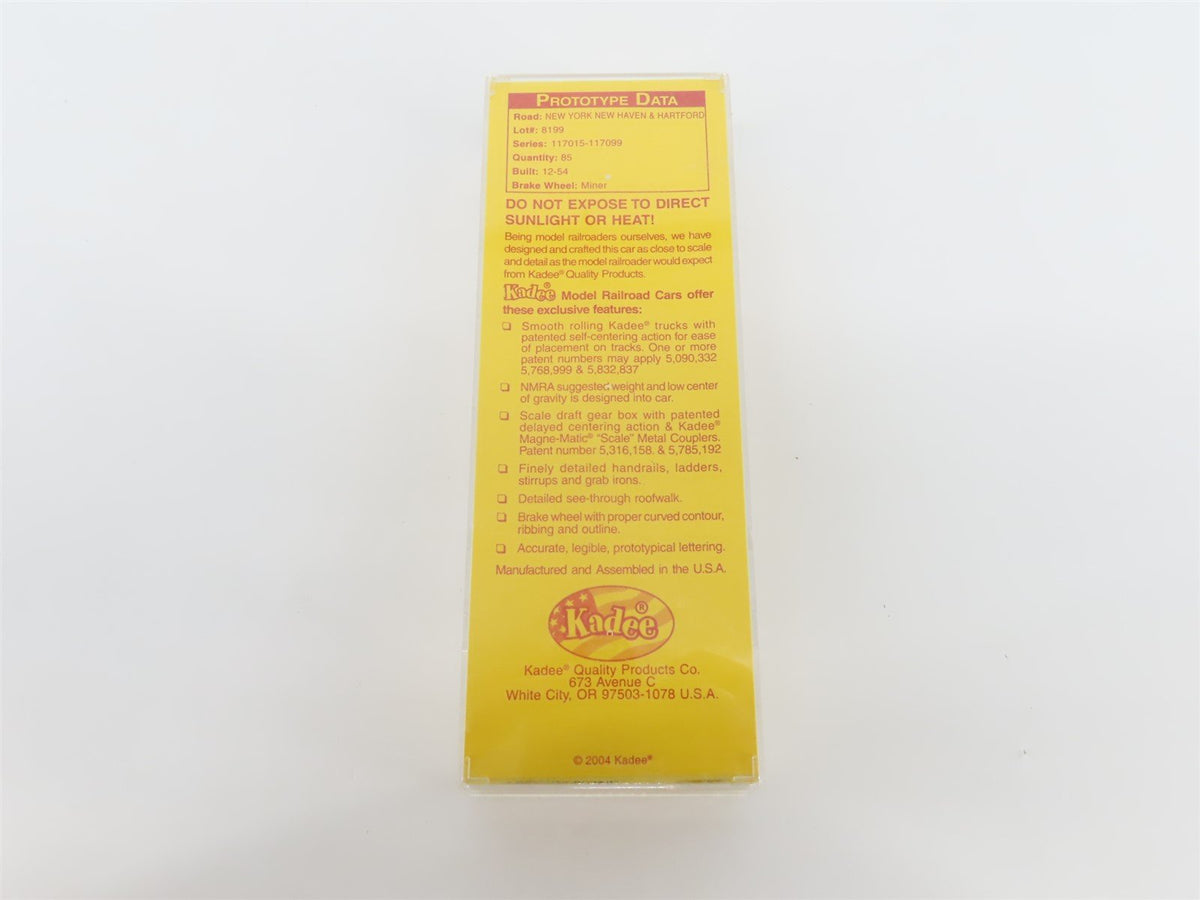 PROTOTYPE DATA
Road: NEW YORK NEW HAVEN & HARTFORD
Lot#: 8199
Series: 117015-117099
Quantity: 85
Built: 12-54
Brake Wheel: Miner
DO NOT EXPOSE TO DIRECT
SUNLIGHT OR HEAT!
Being model railroaders ourselves, we have
designed and crafted this car as close to scale
and detail as the model railroader would expect
from Kadee® Quality Products.
Kadee® Model Railroad Cars offer
these exclusive features:
❑ Smooth rolling Kadee® trucks with
patented self-centering action for ease
of placement on tracks. One or more
patent numbers may apply 5,090,332
5,768,999 & 5,832,837
❑ NMRA suggested weight and low center
of gravity is designed into car.
❑ Scale draft gear box with patented
delayed centering action & Kadee®
Magne-Matic® "Scale" Metal Couplers.
Patent number 5,316,158. & 5,785,192
❑ Finely detailed handrails, ladders,
stirrups and grab irons.
❑ Detailed see-through roofwalk.
❑ Brake wheel with proper curved contour,
ribbing and outline.
❑ Accurate, legible, prototypical lettering.
Manufactured and Assembled in the U.S.A.
Kadee®
Kadee® Quality Products Co.
673 Avenue C
White City, OR 97503-1078 U.S.A.
© 2004 Kadee®